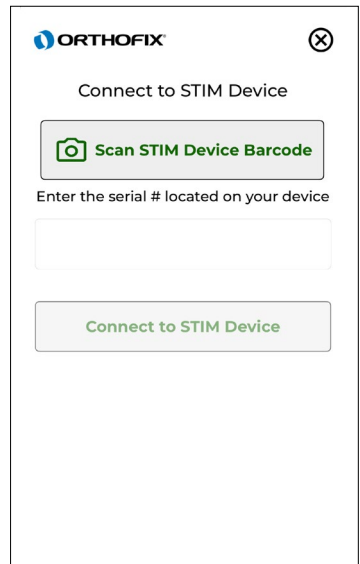 ORTHOFIX®
Connect to STIM Device
Scan STIM Device Barcode
Enter the serial # located on your device
Connect to STIM Device